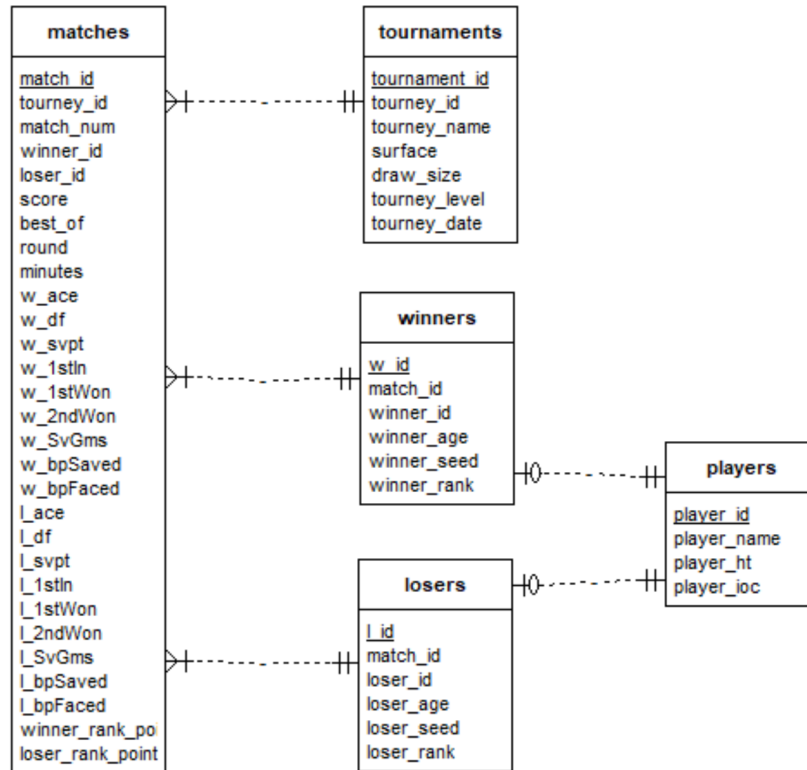 matches
match_id
tourney_id
match_num
winner_id
loser_id
score
best_of
round
minutes
w_ace
w_df
w_svpt
w_1stIn
w_1stWon
w_2ndWon
w_SvGms
w_bpSaved
w_bpFaced
l_ace
l_df
l_svpt
l_1stIn
l_1stWon
l_2ndWon
l_SvGms
l_bpSaved
l_bpFaced
winner_rank_poi
loser_rank_point
tournaments
tournament_id
tourney_id
tourney_name
surface
draw_size
tourney_level
tourney_date
winners
w_id
match_id
winner_id
winner_age
winner_seed
winner_rank
losers
l_id
match_id
loser_id
loser_age
loser_seed
loser_rank
players
player_id
player_name
player_ht
player_ioc